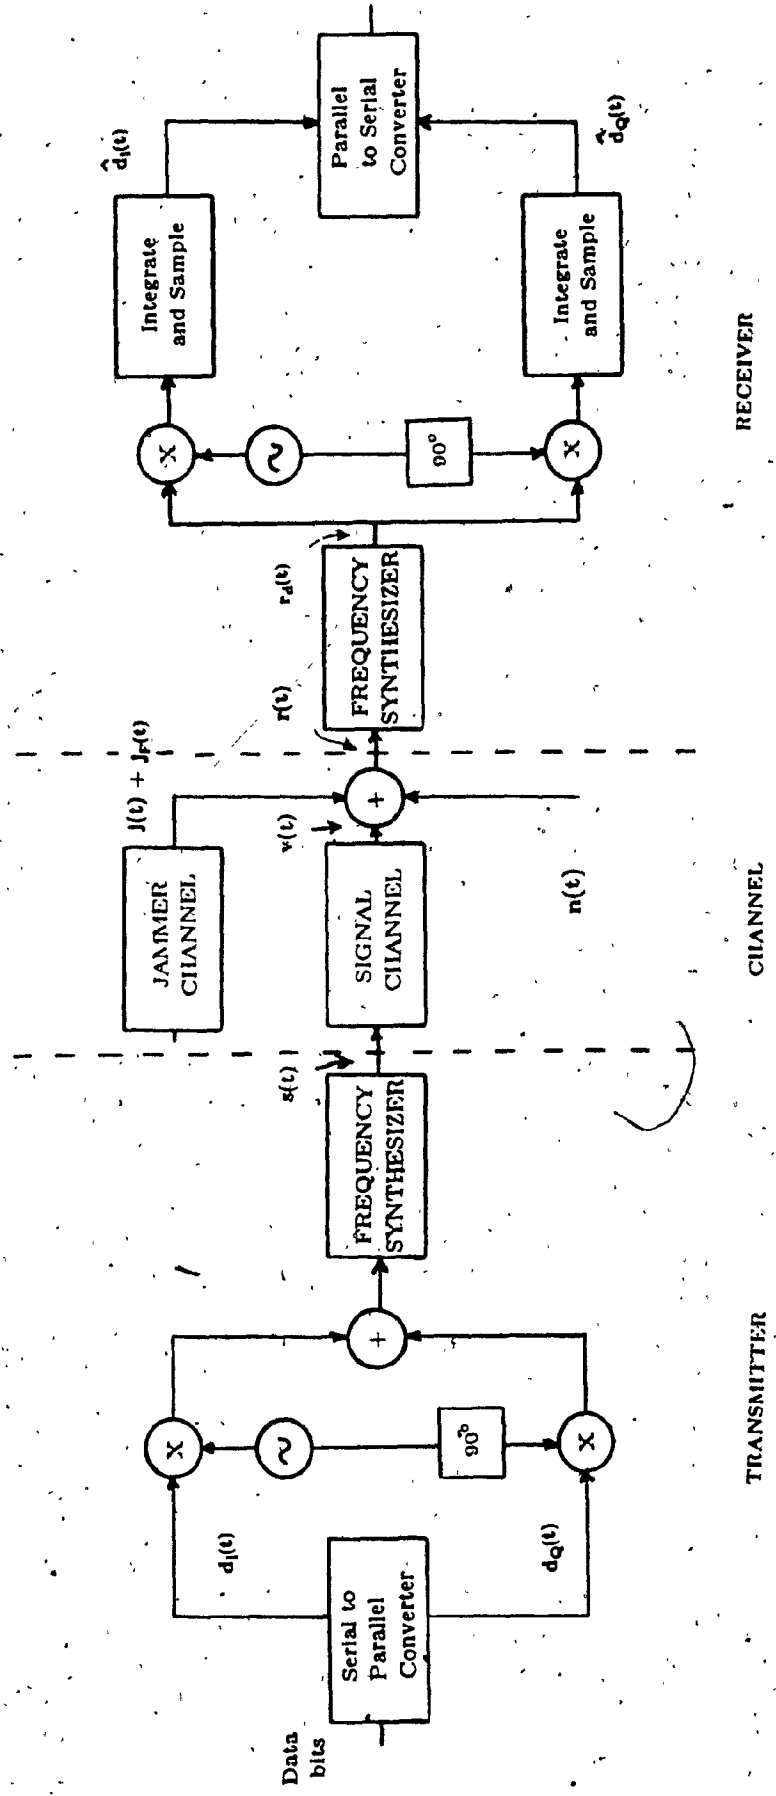 Data
bits
Serial to
Parallel
Converter
d_I(t)
d_Q(t)
X
~
90°
X
+
FREQUENCY
SYNTHESIZER
s(t)
JAMMER
CHANNEL
SIGNAL
CHANNEL
J(t) + J_F(t)
v(t)
+
n(t)
r(t)
FREQUENCY
SYNTHESIZER
r_d(t)
X
~
90°
X
Integrate
and Sample
Integrate
and Sample
d̂_I(t)
d̂_Q(t)
Parallel
to Serial
Converter
TRANSMITTER
CHANNEL
RECEIVER